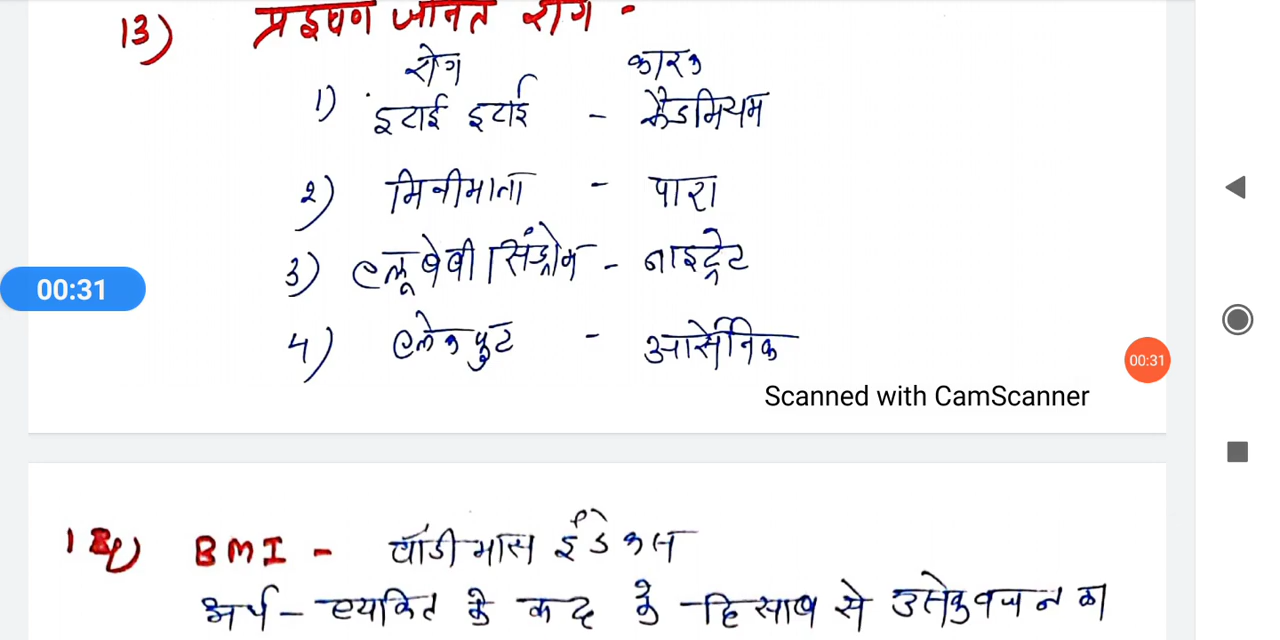 13) प्रदूषण जनित रोग -
रोग कारक
1) इटाई इटाई - कैडमियम
2) मिनीमाता - पारा
3) ब्लू बेबी सिंड्रोम - नाइट्रेट
4) ब्लेक फुट - आर्सेनिक
00:31
00:31
Scanned with CamScanner
BMI - बॉडी मास इंडेक्स
अर्थ - व्यक्ति के कद के हिसाब से उसके वजन का